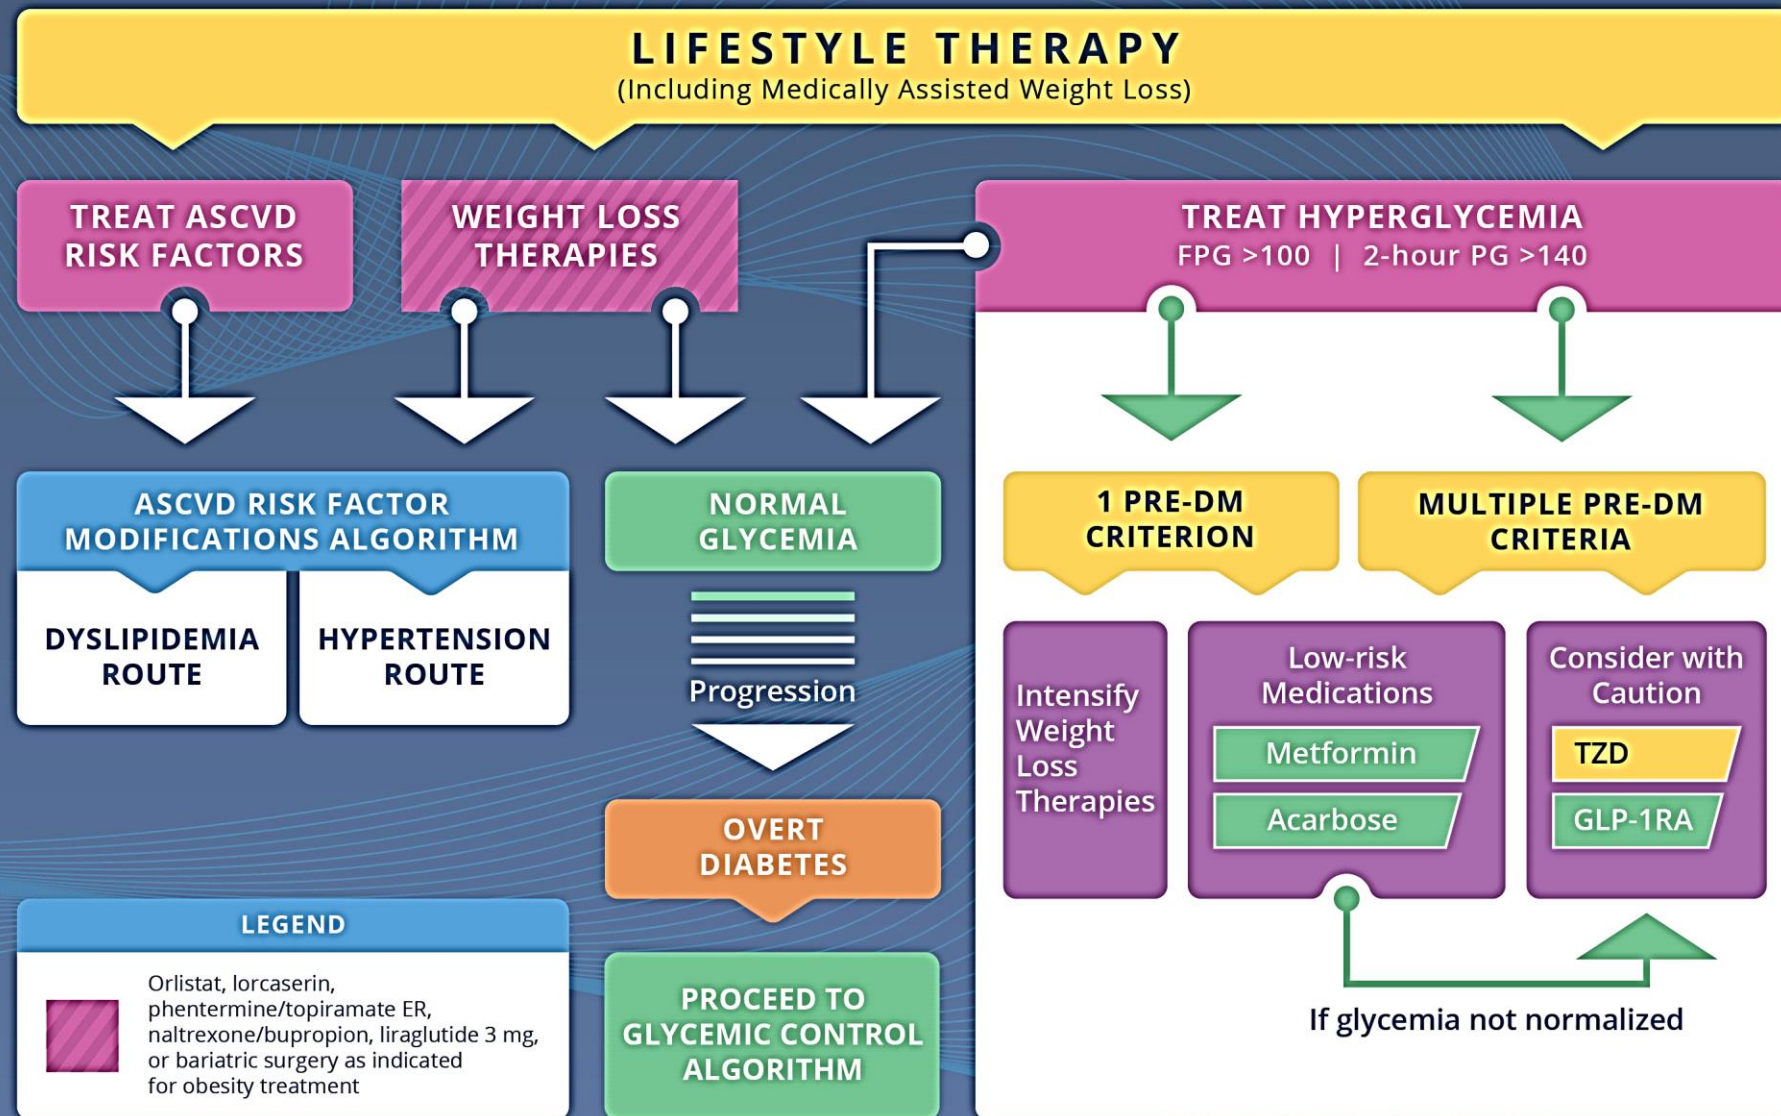 LIFESTYLE THERAPY
(Including Medically Assisted Weight Loss)
TREAT ASCVD
RISK FACTORS
WEIGHT LOSS
THERAPIES
TREAT HYPERGLYCEMIA
FPG >100 | 2-hour PG >140
ASCVD RISK FACTOR
MODIFICATIONS ALGORITHM
DYSLIPIDEMIA
ROUTE
HYPERTENSION
ROUTE
NORMAL
GLYCEMIA
Progression
OVERT
DIABETES
PROCEED TO
GLYCEMIC CONTROL
ALGORITHM
1 PRE-DM
CRITERION
MULTIPLE PRE-DM
CRITERIA
Intensify
Weight
Loss
Therapies
Low-risk
Medications
Metformin
Acarbose
Consider with
Caution
TZD
GLP-1RA
If glycemia not normalized
LEGEND
Orlistat, lorcaserin,
phentermine/topiramate ER,
naltrexone/bupropion, liraglutide 3 mg,
or bariatric surgery as indicated
for obesity treatment